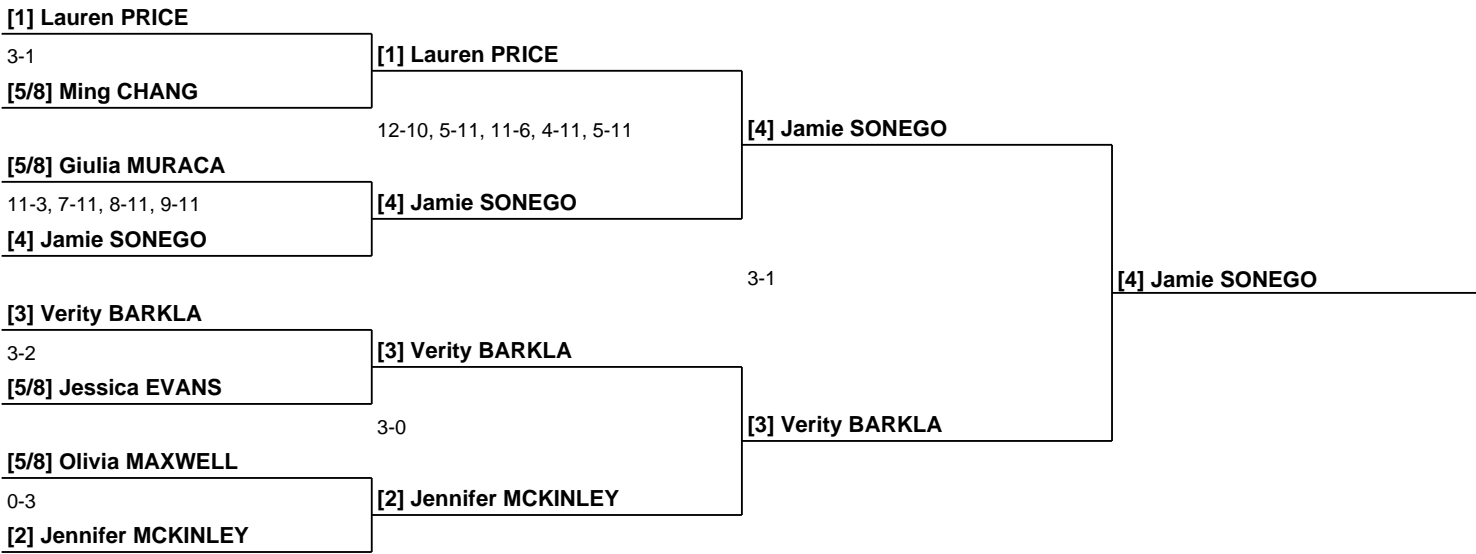 [1] Lauren PRICE
3-1
[1] Lauren PRICE
[5/8] Ming CHANG
12-10, 5-11, 11-6, 4-11, 5-11
[4] Jamie SONEGO
[5/8] Giulia MURACA
11-3, 7-11, 8-11, 9-11
[4] Jamie SONEGO
[4] Jamie SONEGO
3-1
[4] Jamie SONEGO
[3] Verity BARKLA
3-2
[3] Verity BARKLA
[5/8] Jessica EVANS
3-0
[3] Verity BARKLA
[5/8] Olivia MAXWELL
0-3
[2] Jennifer MCKINLEY
[2] Jennifer MCKINLEY